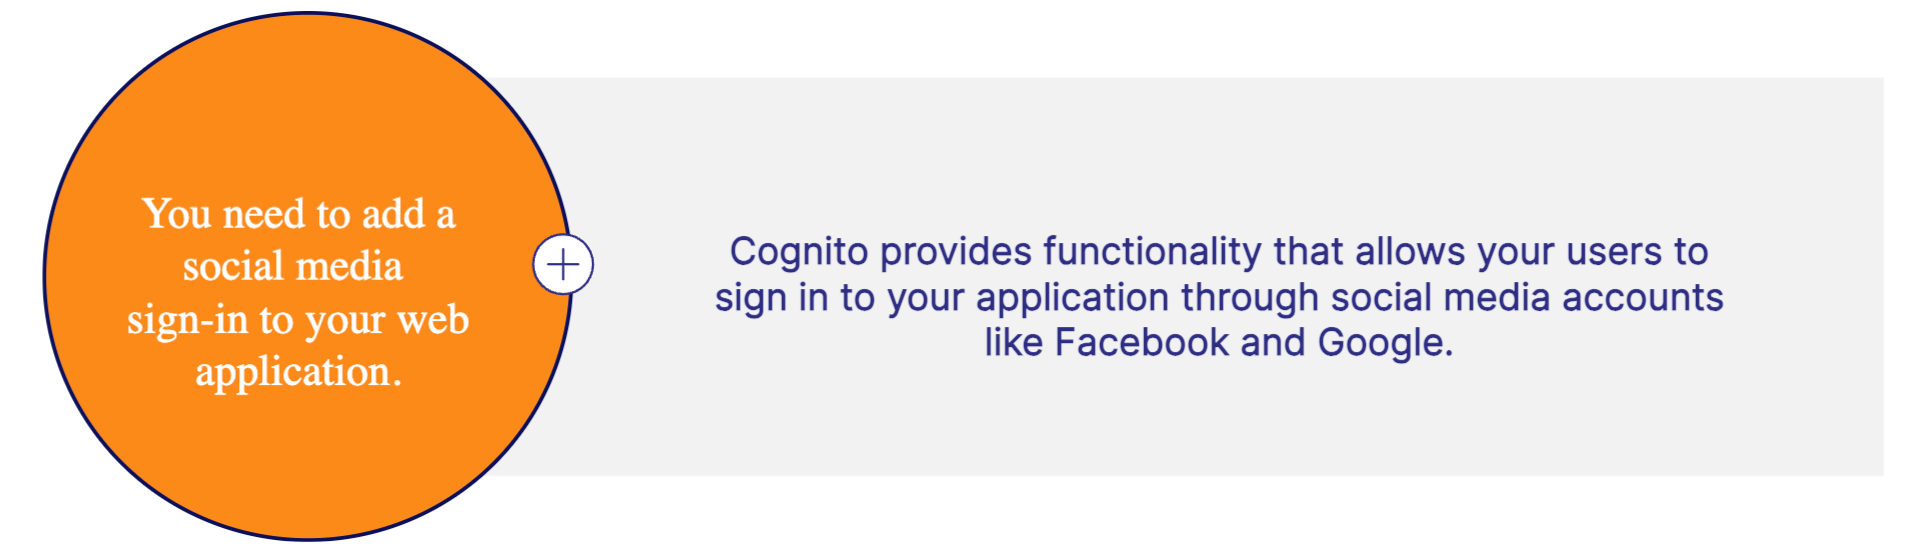 You need to add a
social media
sign-in to your web
application.
Cognito provides functionality that allows your users to
sign in to your application through social media accounts
like Facebook and Google.